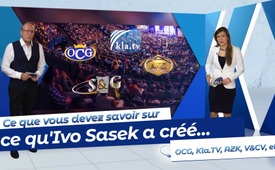 OCG
kla.tv
S&G
Ce que vous devez savoir sur
ce qu'Ivo Sasek a créé...
OCG, Kla.TV, AZK, V&CV, et